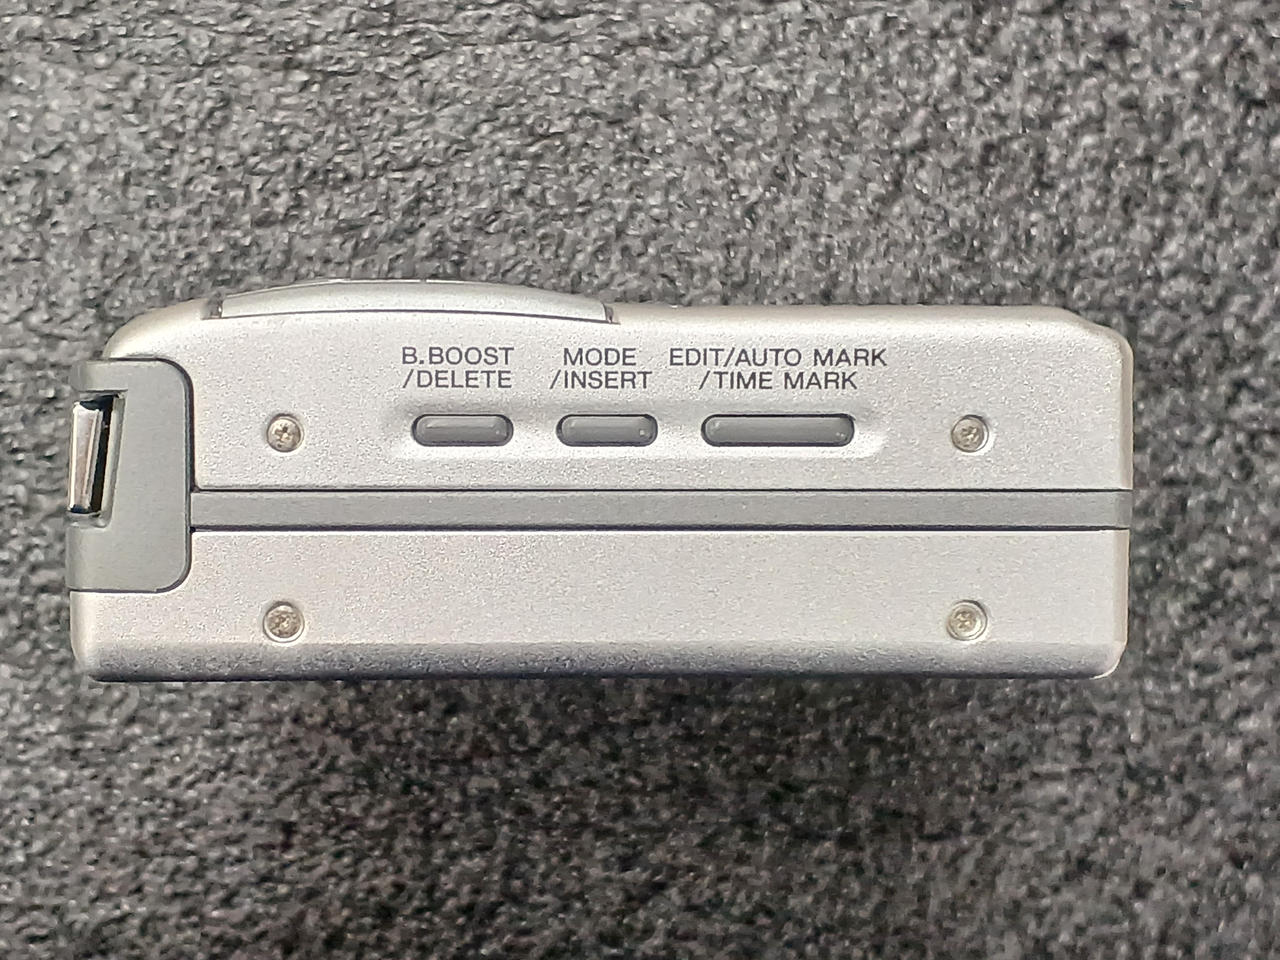 B.BOOST
/DELETE
MODE
/INSERT
EDIT/AUTO MARK
/TIME MARK